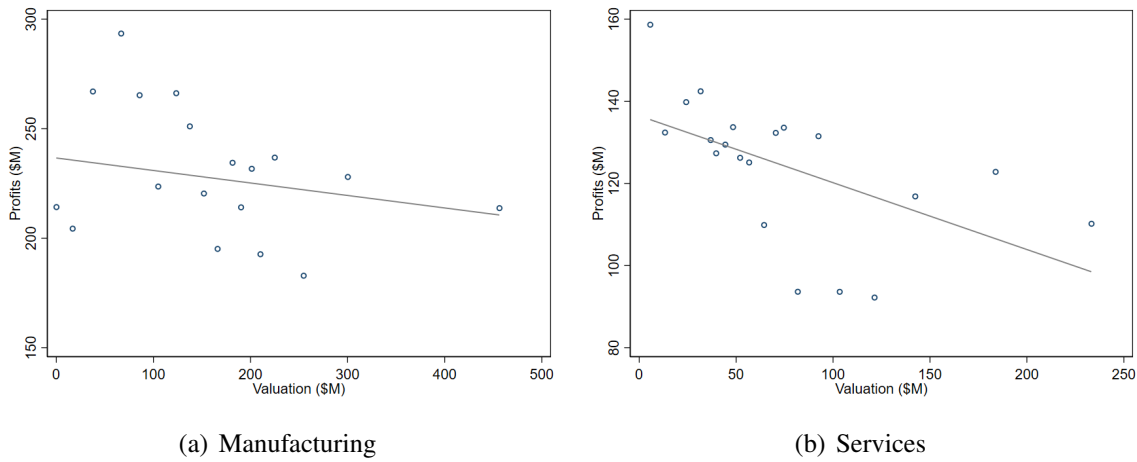 300
250
200
150
Profits ($M)
0 100 200 300 400 500
Valuation ($M)
(a) Manufacturing
160
140
120
100
80
Profits ($M)
0 50 100 150 200 250
Valuation ($M)
(b) Services